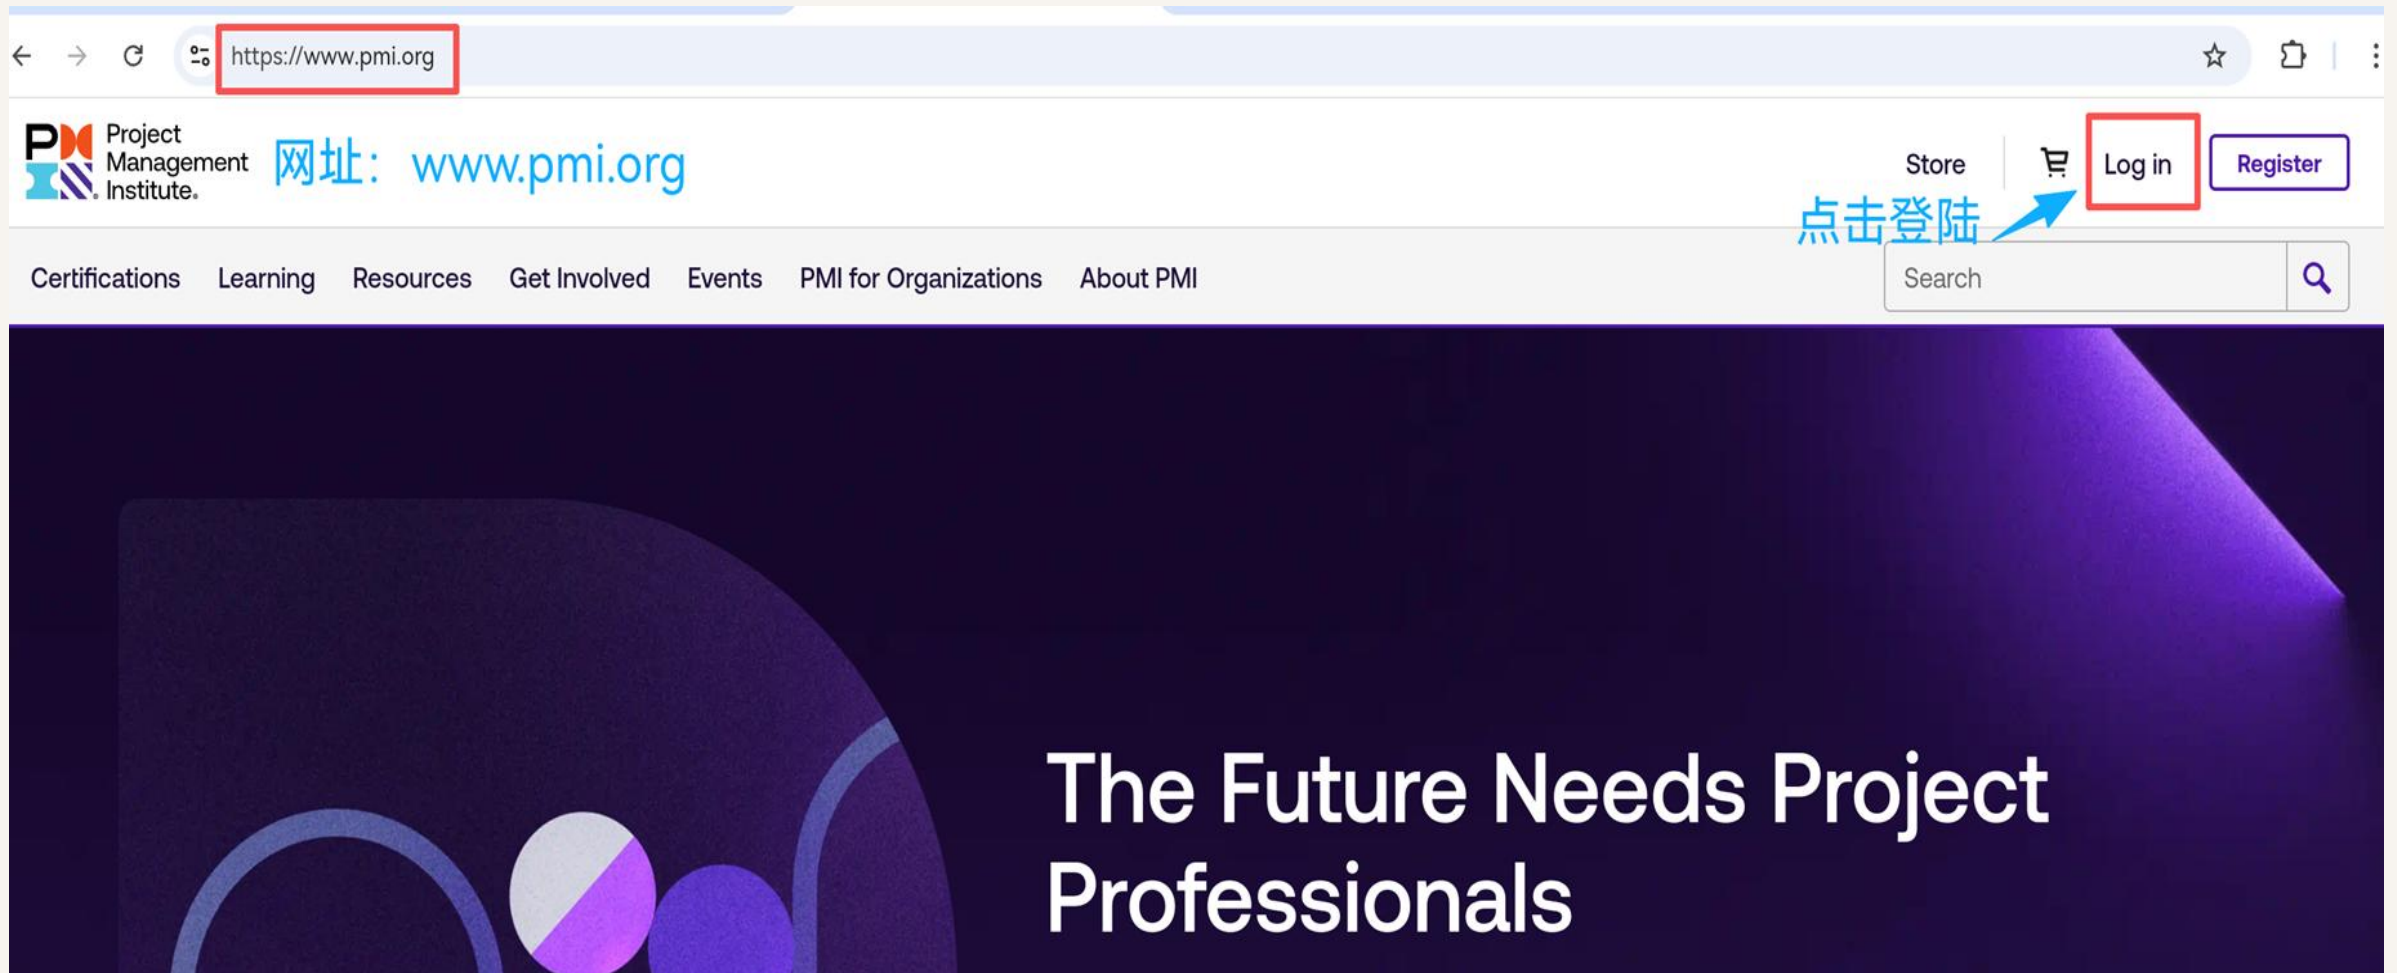 https://www.pmi.org
Project
Management
Institute.
网址：www.pmi.org
Store
Log in
Register
点击登陆
Certifications Learning Resources Get Involved Events PMI for Organizations About PMI
Search
The Future Needs Project
Professionals